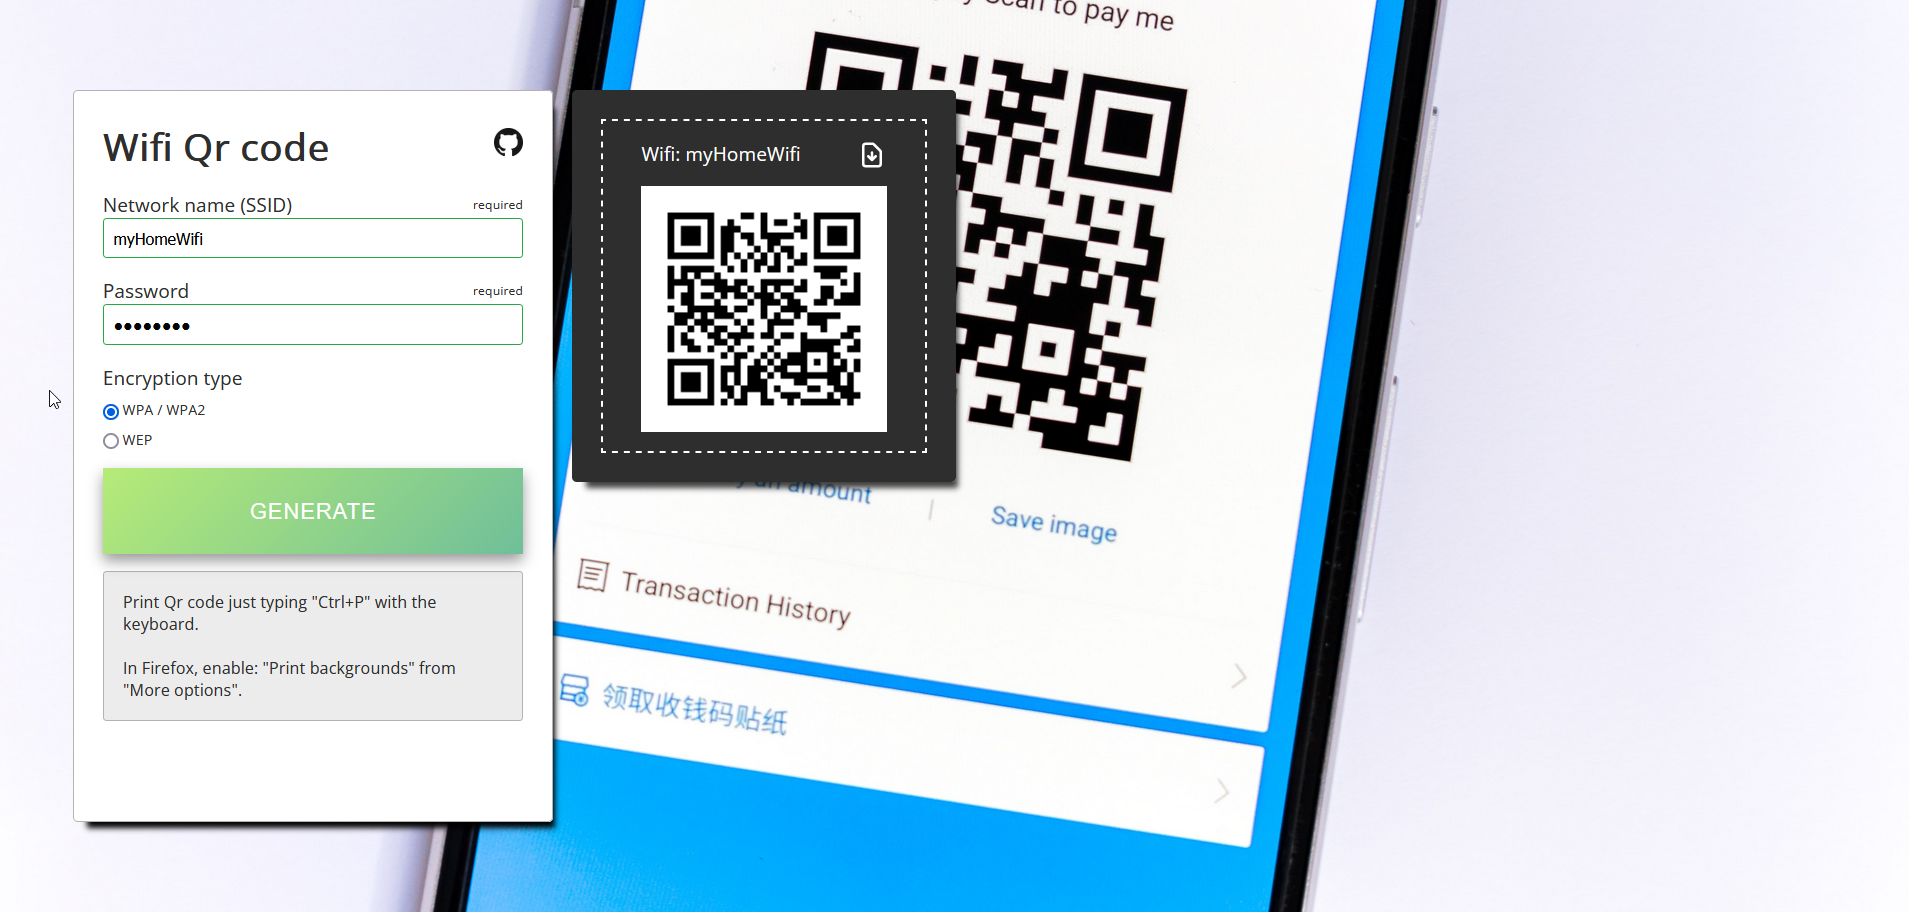 Wifi Qr code
Network name (SSID)
required
myHomeWifi
Password
required
Encryption type
WPA / WPA2
WEP
GENERATE
Print Qr code just typing "Ctrl+P" with the
keyboard.
In Firefox, enable: "Print backgrounds" from
"More options".
Wifi: myHomeWifi
to pay me
amount
Save image
Transaction History
领取收钱码贴纸